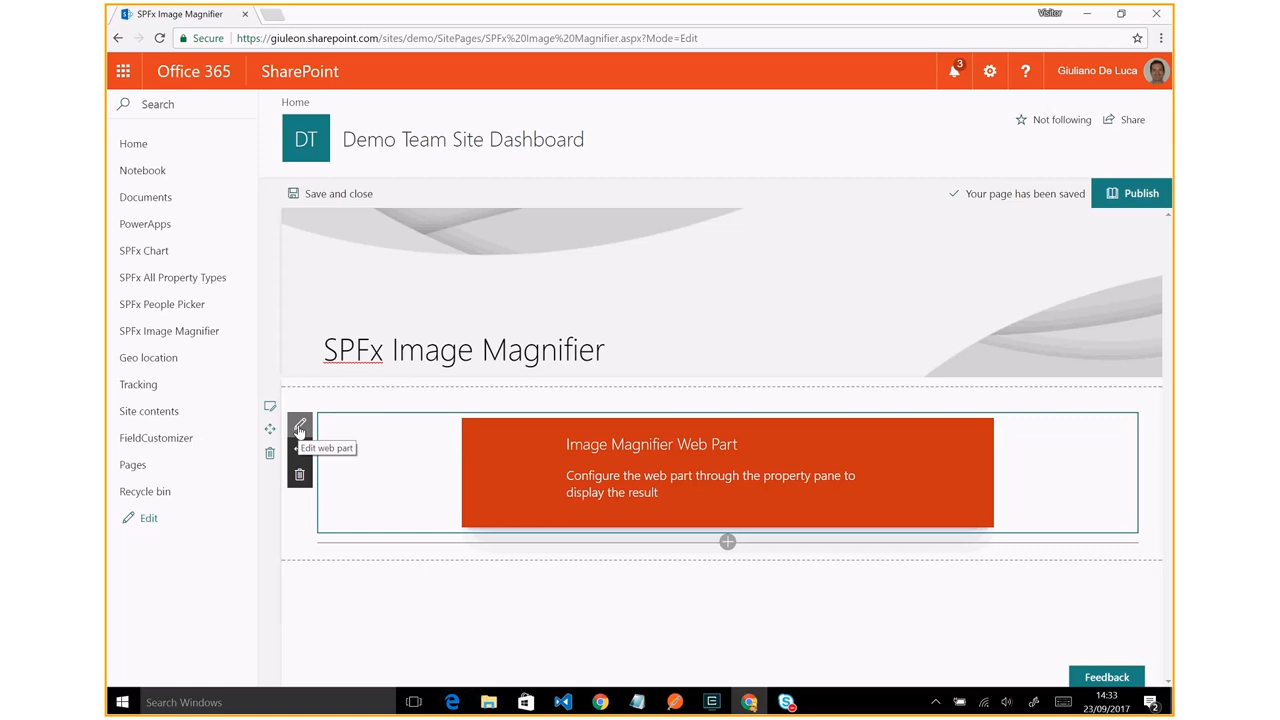 SPFx Image Magnifier
Visitor
Secure
https://giuleon.sharepoint.com/sites/demo/SitePages/SPFx%20Image%20Magnifier.aspx?Mode=Edit
Office 365
SharePoint
3
?
Giuliano De Luca
Search
Home
Notebook
Documents
PowerApps
SPFx Chart
SPFx All Property Types
SPFx People Picker
SPFx Image Magnifier
Geo location
Tracking
Site contents
FieldCustomizer
Pages
Recycle bin
Edit
Home
DT
Demo Team Site Dashboard
Not following
Share
Save and close
Your page has been saved
Publish
SPFx Image Magnifier
Edit web part
Image Magnifier Web Part
Configure the web part through the property pane to
display the result
Feedback
Search Windows
14:33
23/09/2017
2